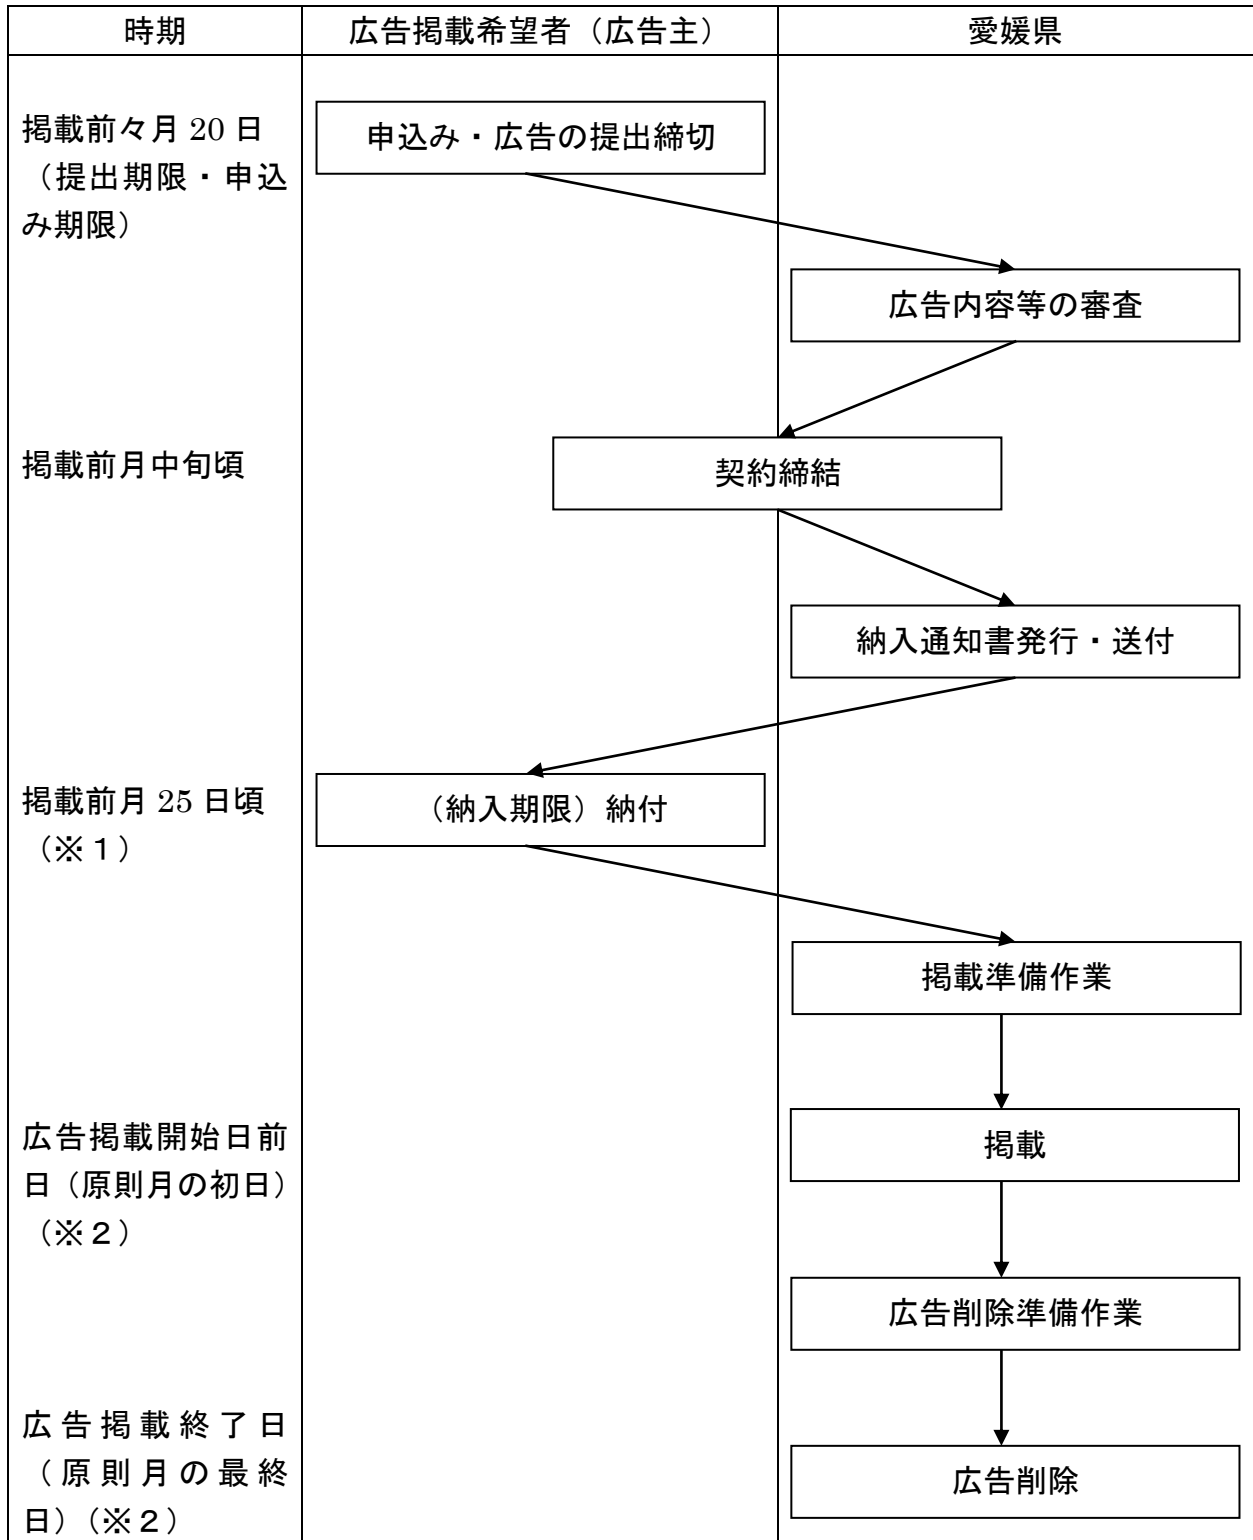 時期
広告掲載希望者（広告主）
愛媛県
掲載前々月 20 日
（提出期限・申込
み期限）
申込み・広告の提出締切
広告内容等の審査
掲載前月中旬頃
契約締結
納入通知書発行・送付
掲載前月 25 日頃
（※１）
（納入期限）納付
掲載準備作業
広告掲載開始日前
日（原則月の初日）
（※２）
掲載
広告削除準備作業
広告掲載終了日
（原則月の最終
日）（※２）
広告削除